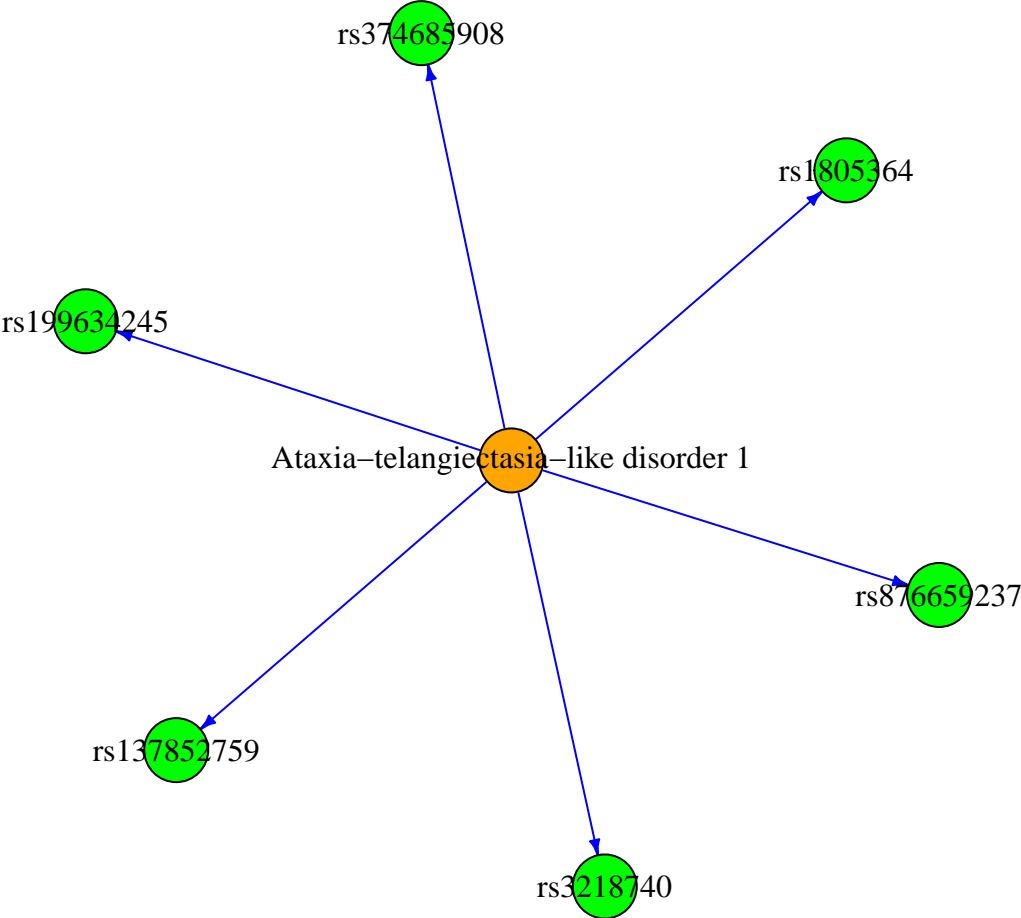 rs374685908
rs1805364
rs199634245
Ataxia−telangiectasia−like disorder 1
rs876659237
rs137852759
rs3218740